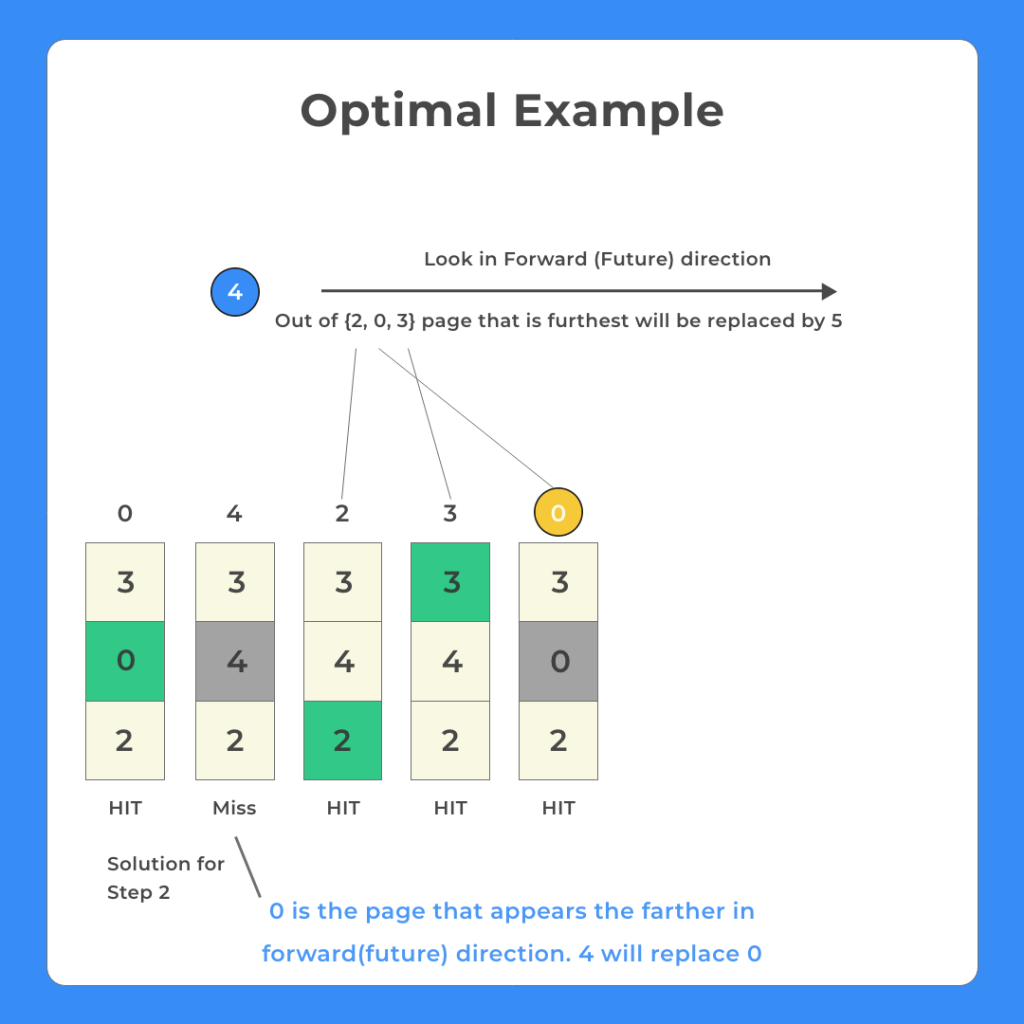 Optimal Example
Look in Forward (Future) direction
4
Out of {2, 0, 3} page that is furthest will be replaced by 5
0 4 2 3 0
3 3 3 3 3
0 4 4 4 0
2 2 2 2 2
HIT Miss HIT HIT HIT
Solution for
Step 2
0 is the page that appears the farther in
forward(future) direction. 4 will replace 0